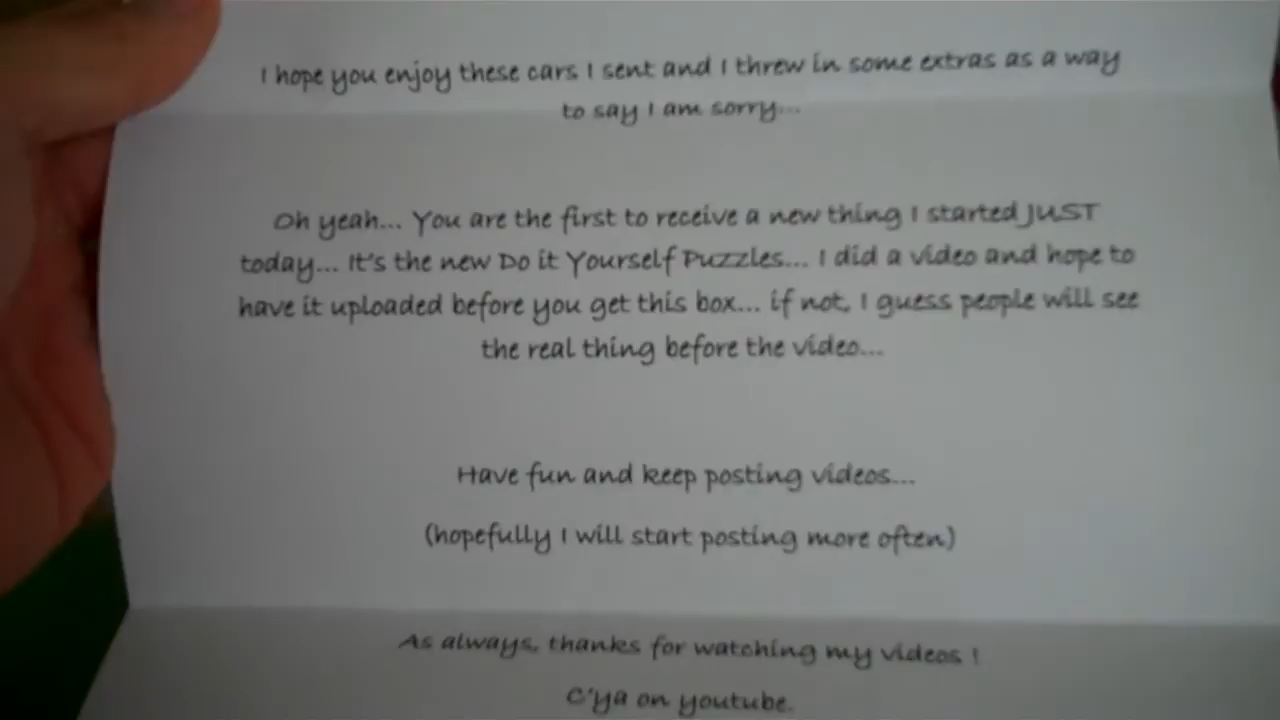 I hope you enjoy these cars I sent and I threw in some extras as a way
to say I am sorry...
Oh yeah... You are the first to receive a new thing I started JUST
today... It's the new Do it Yourself Puzzles... I did a video and hope to
have it uploaded before you get this box... if not, I guess people will see
the real thing before the video...
Have fun and keep posting videos...
(hopefully I will start posting more often)
As always, thanks for watching my videos !
C'ya on youtube.